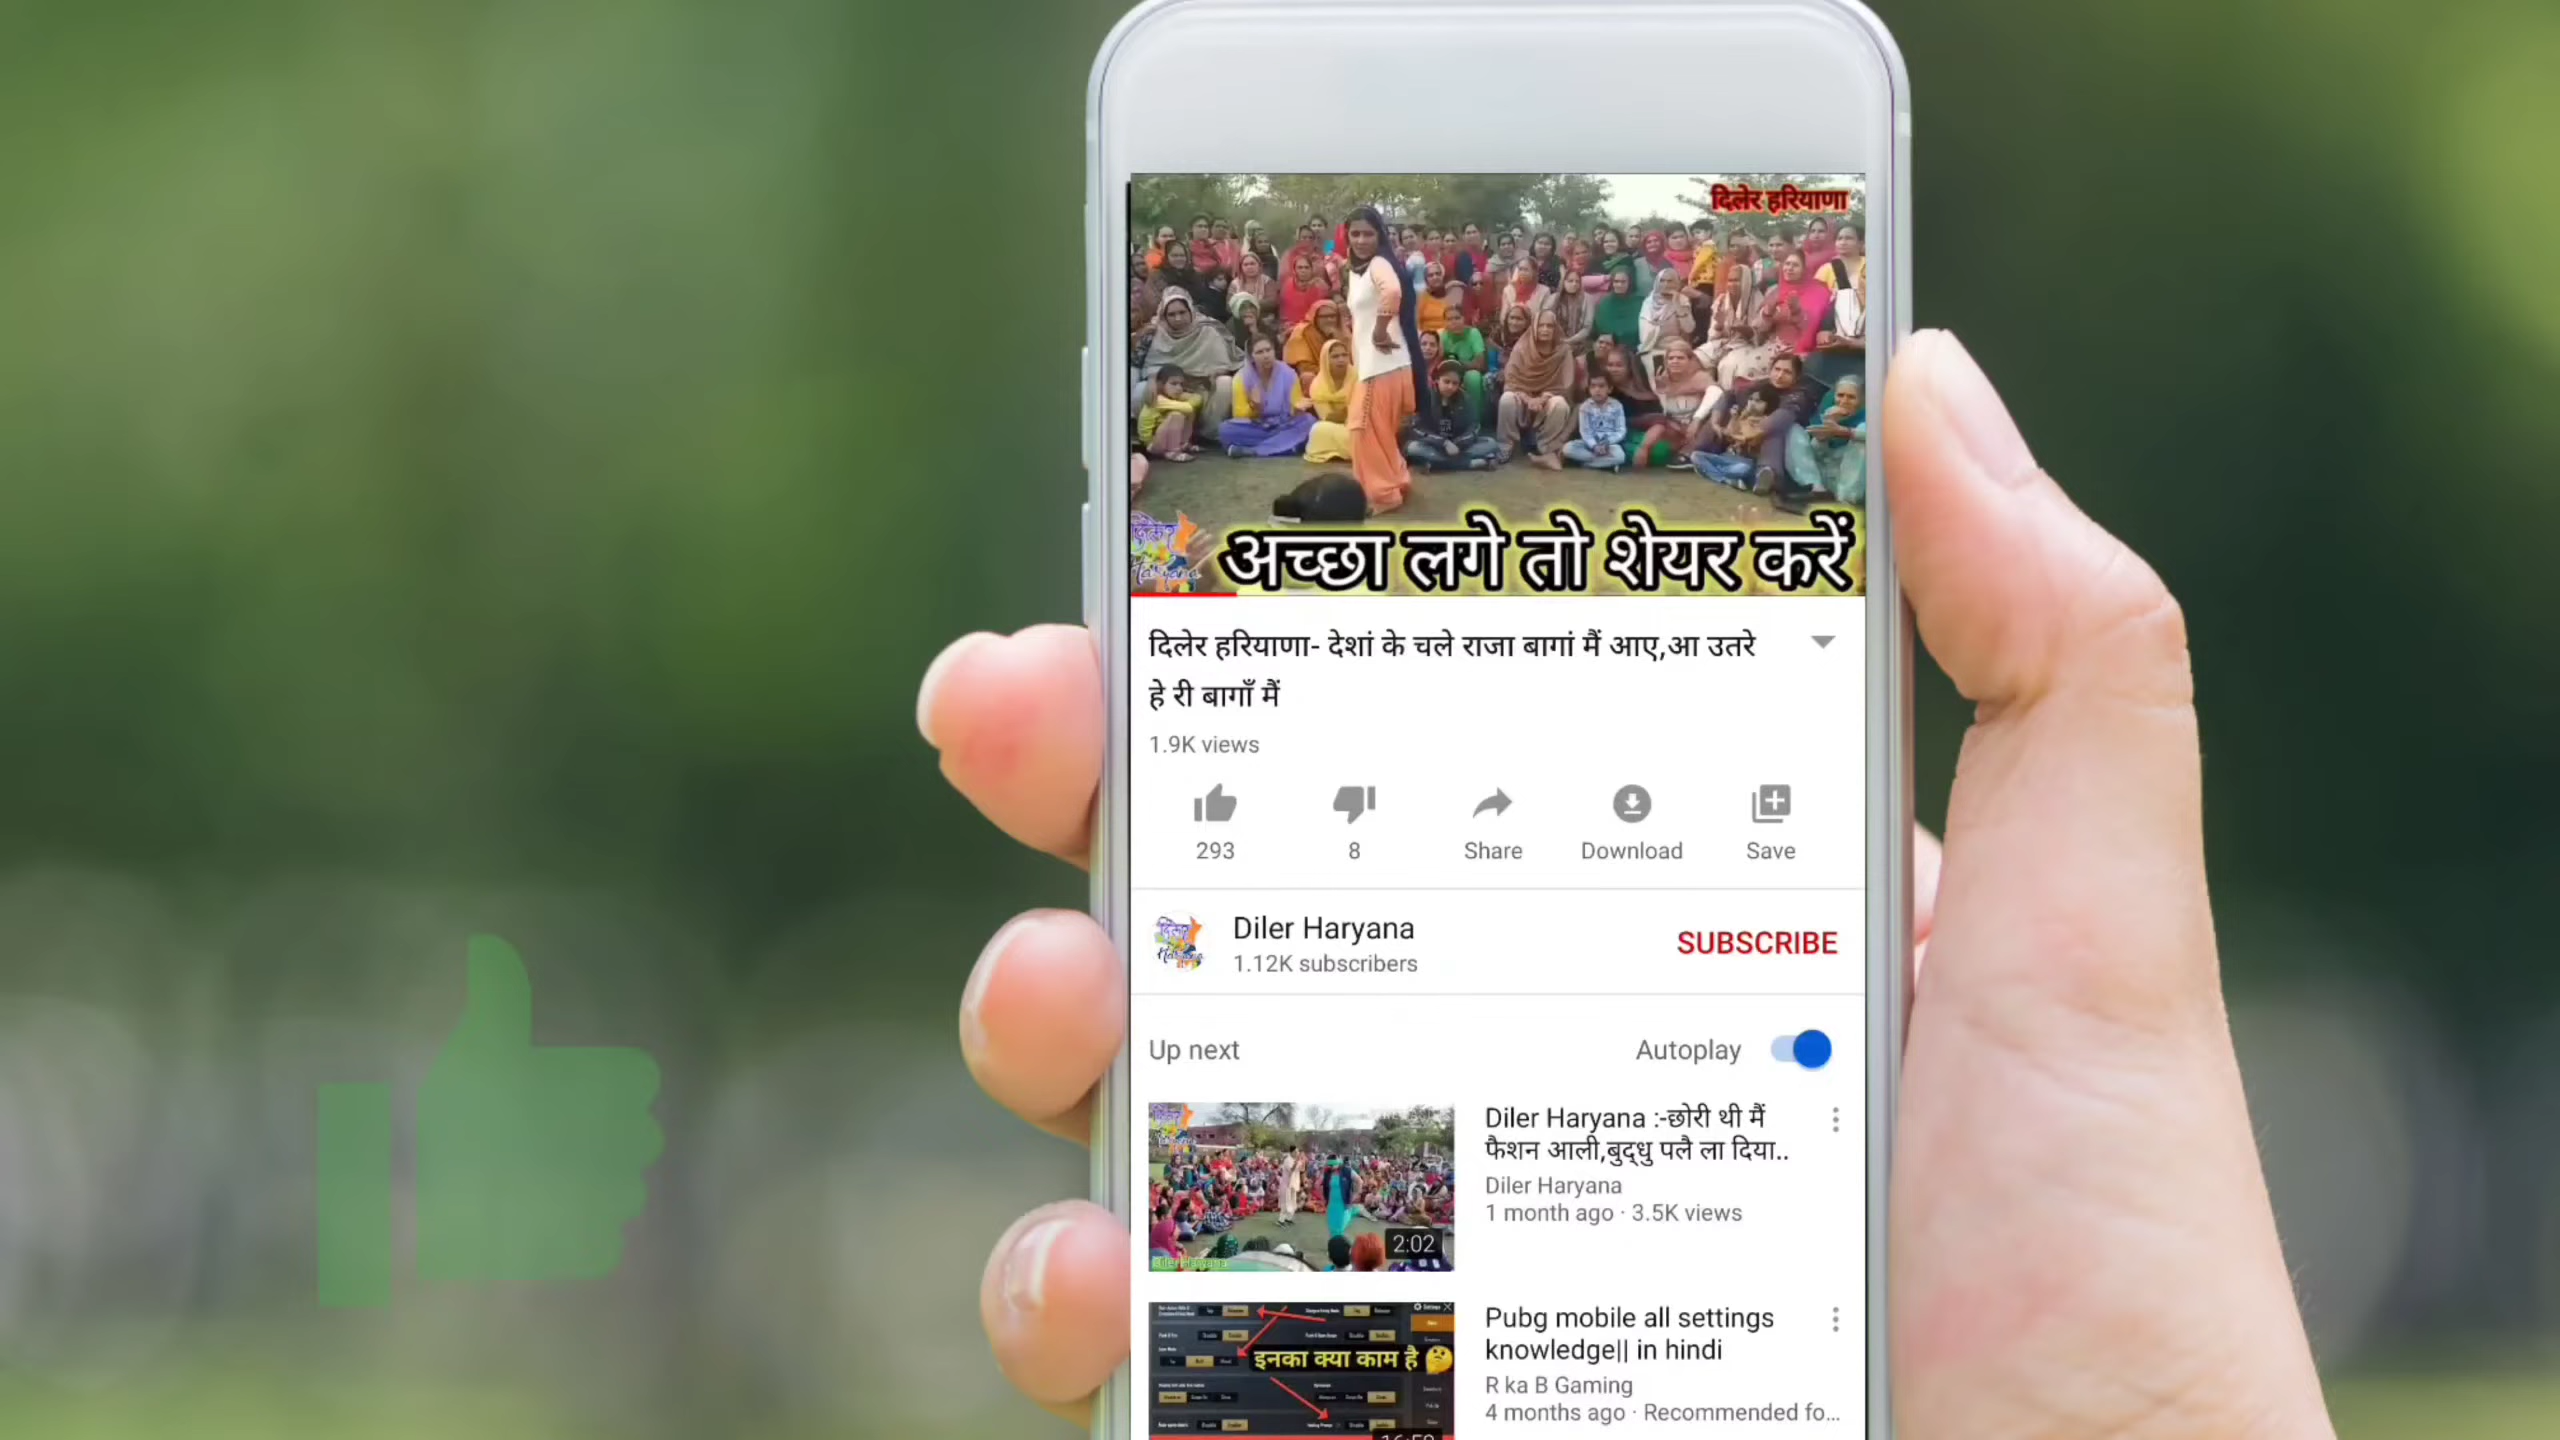 दिलेर हरियाणा
अच्छा लगे तो शेयर करें
दिलेर हरियाणा- देशां के चले राजा बागां मैं आए,आ उतरे
हे री बागाँ मैं
1.9K views
293
8
Share
Download
Save
Diler Haryana
1.12K subscribers
SUBSCRIBE
Up next
Autoplay
Diler Haryana :-छोरी थी मैं
फैशन आली,बुद्धु पलै ला दिया..
Diler Haryana
1 month ago · 3.5K views
2:02
Diler Haryana
Pubg mobile all settings
knowledge|| in hindi
R ka B Gaming
4 months ago · Recommended fo...
इनका क्या काम है